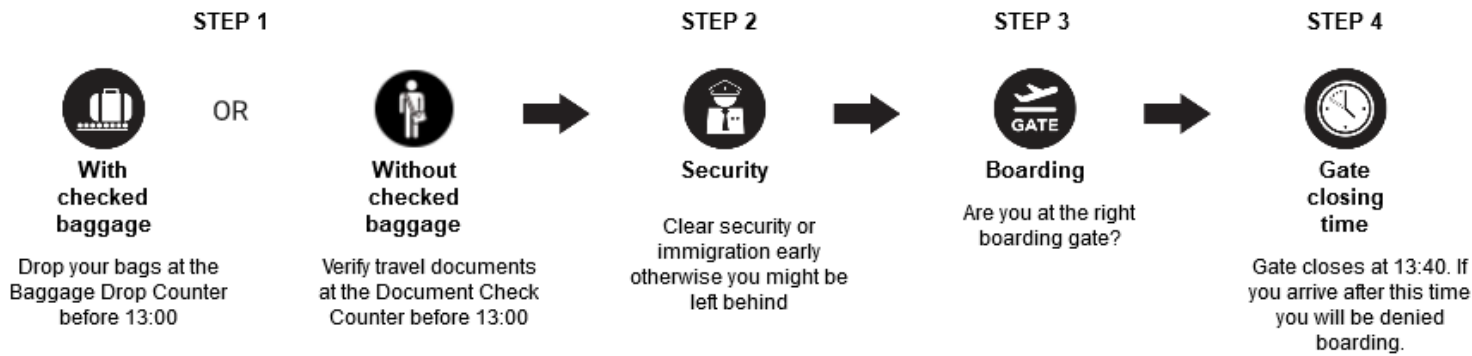 STEP 1
STEP 2
STEP 3
STEP 4
OR
GATE
With
checked
baggage
Drop your bags at the
Baggage Drop Counter
before 13:00
Without
checked
baggage
Verify travel documents
at the Document Check
Counter before 13:00
Security
Clear security or
immigration early
otherwise you might be
left behind
Boarding
Are you at the right
boarding gate?
Gate
closing
time
Gate closes at 13:40. If
you arrive after this time
you will be denied
boarding.